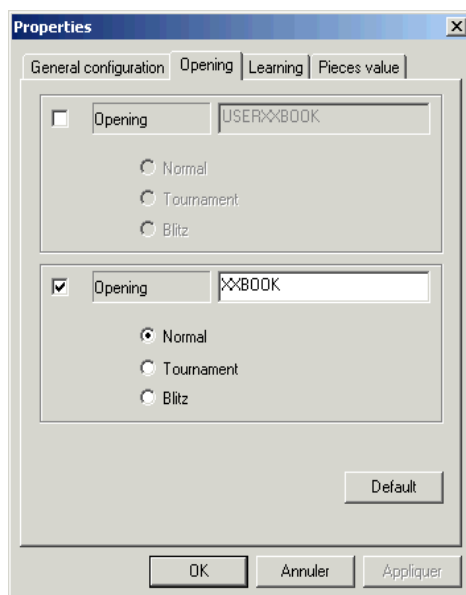 Properties
General configuration Opening Learning Pieces value
Opening USERXXBOOK
Normal
Tournament
Blitz
Opening XXBOOK
Normal
Tournament
Blitz
Default
OK Annuler Appliquer